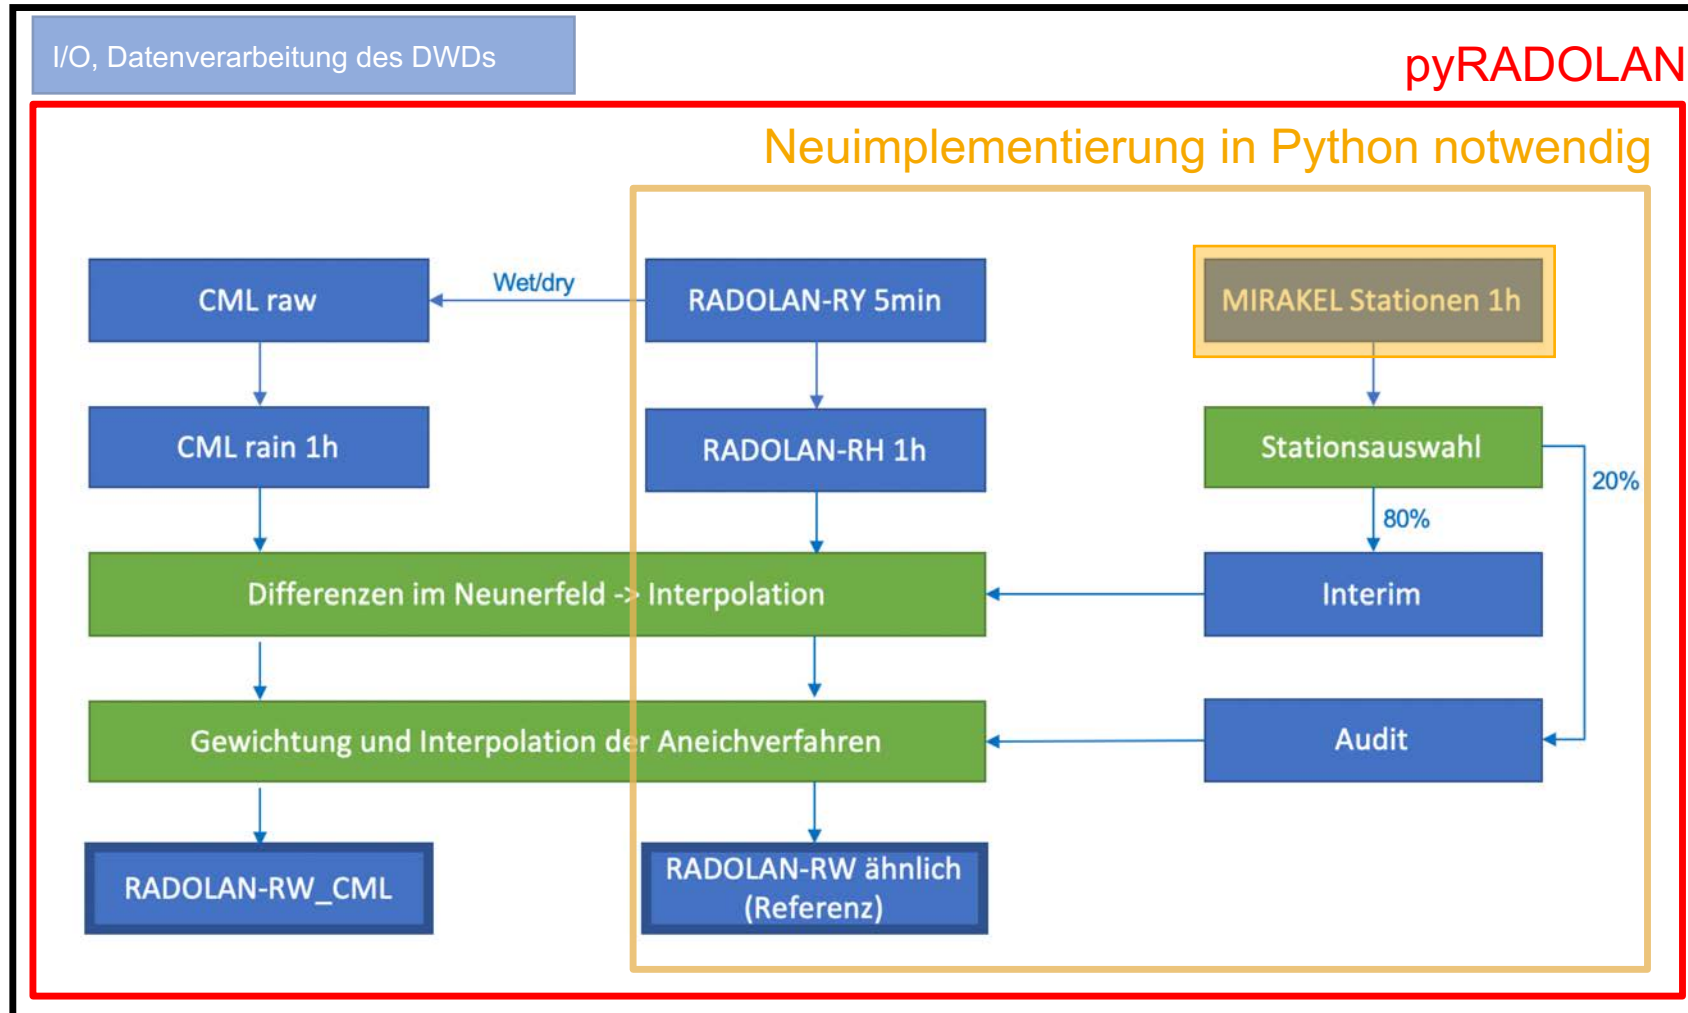 I/O, Datenverarbeitung des DWDs
pyRADOLAN
Neuimplementierung in Python notwendig
CML raw
Wet/dry
RADOLAN-RY 5min
MIRAKEL Stationen 1h
CML rain 1h
RADOLAN-RH 1h
Stationsauswahl
20%
80%
Differenzen im Neunerfeld -> Interpolation
Interim
Gewichtung und Interpolation der Aneichverfahren
Audit
RADOLAN-RW_CML
RADOLAN-RW ähnlich
(Referenz)